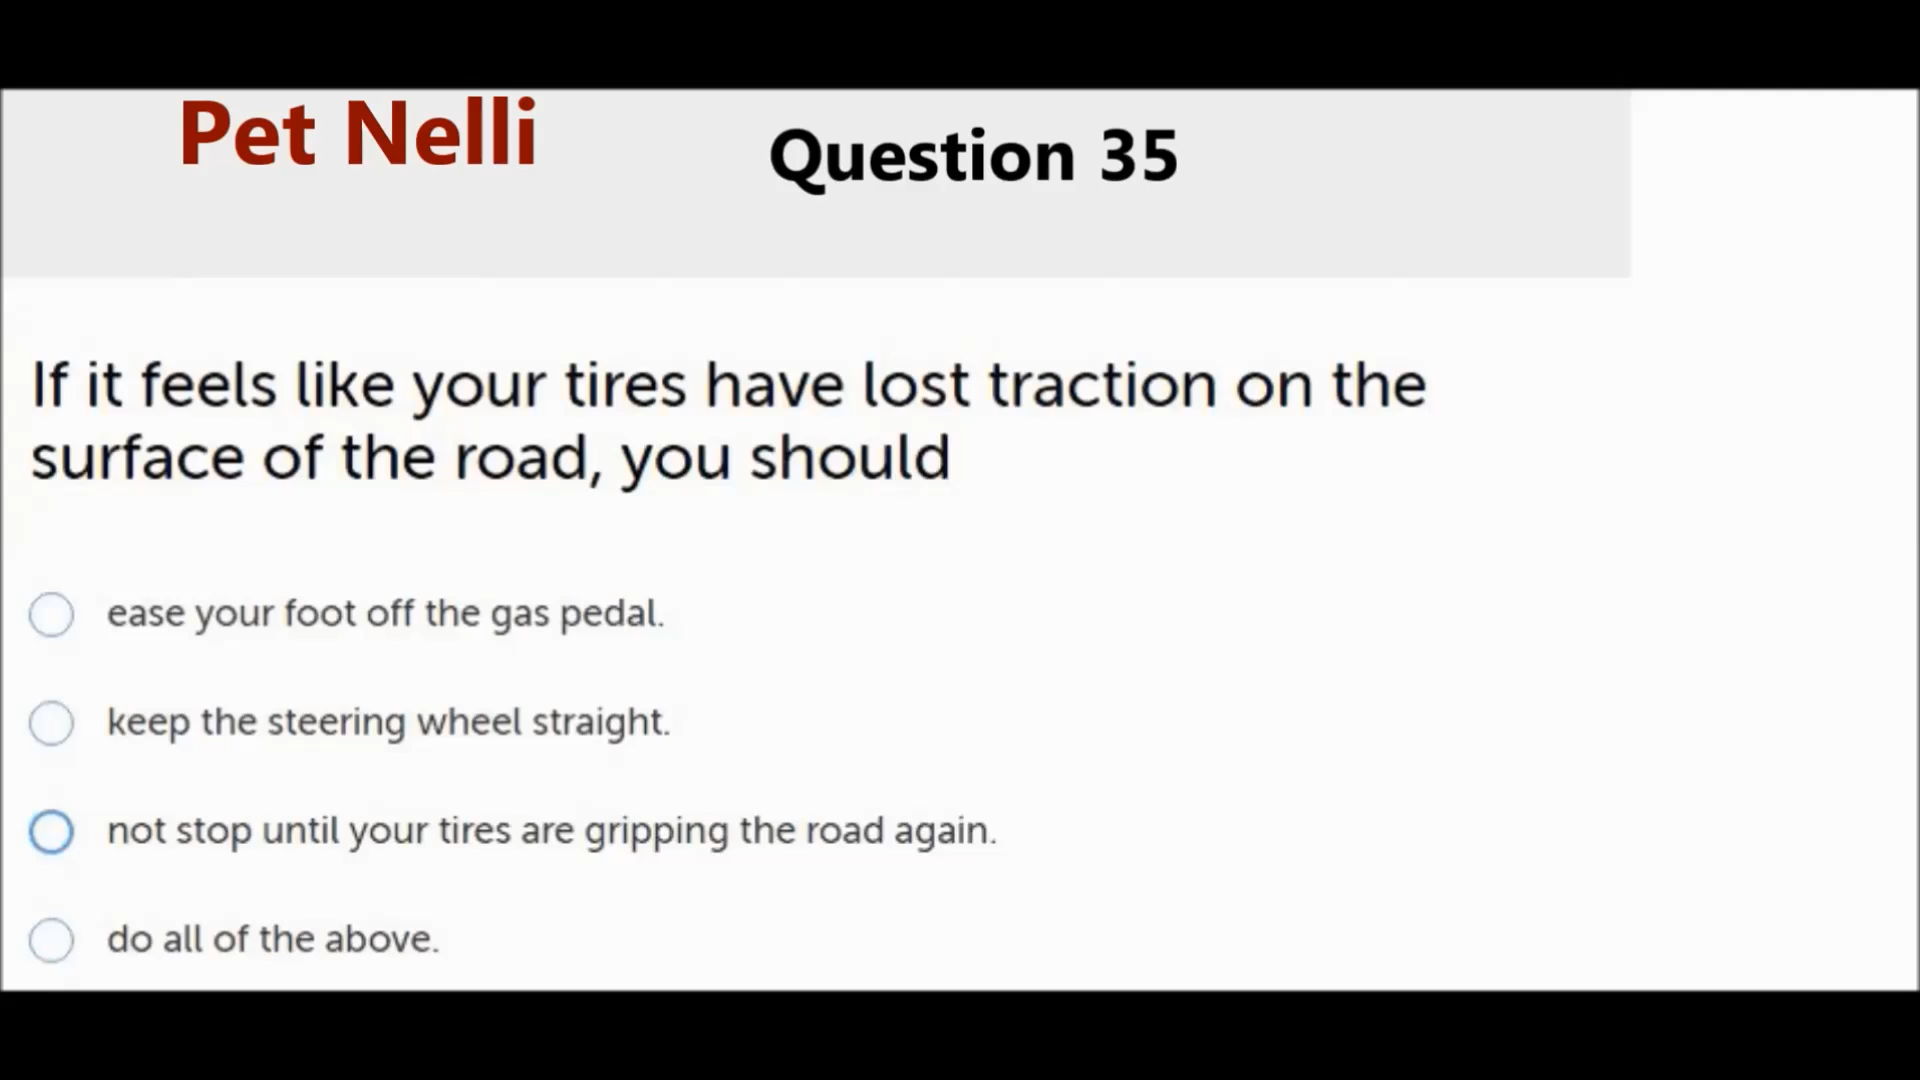 Pet Nelli
Question 35
If it feels like your tires have lost traction on the
surface of the road, you should
ease your foot off the gas pedal.
keep the steering wheel straight.
not stop until your tires are gripping the road again.
do all of the above.